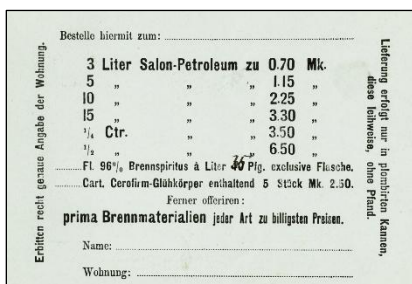 Bestelle hiermit zum:
3 Liter Salon-Petroleum zu 0.70 Mk.
5 „ „ „ 1.15 „
10 „ „ „ 2.25 „
15 „ „ „ 3.30 „
¼ Ctr. „ „ 3.50 „
½ „ „ „ 6.50 „
Fl. 96% Brennspiritus à Liter 35 Pfg. exclusive Flasche.
Cart. Cerofirm-Glühkörper enthaltend 5 Stück Mk. 2.50.
Ferner offeriren:
prima Brennmaterialien jeder Art zu billigsten Preisen.
Name:
Wohnung:
Erbitten recht genaue Angabe der Wohnung.
Lieferung erfolgt nur in plombirten Kannen,
diese leihweise, ohne Pfand.